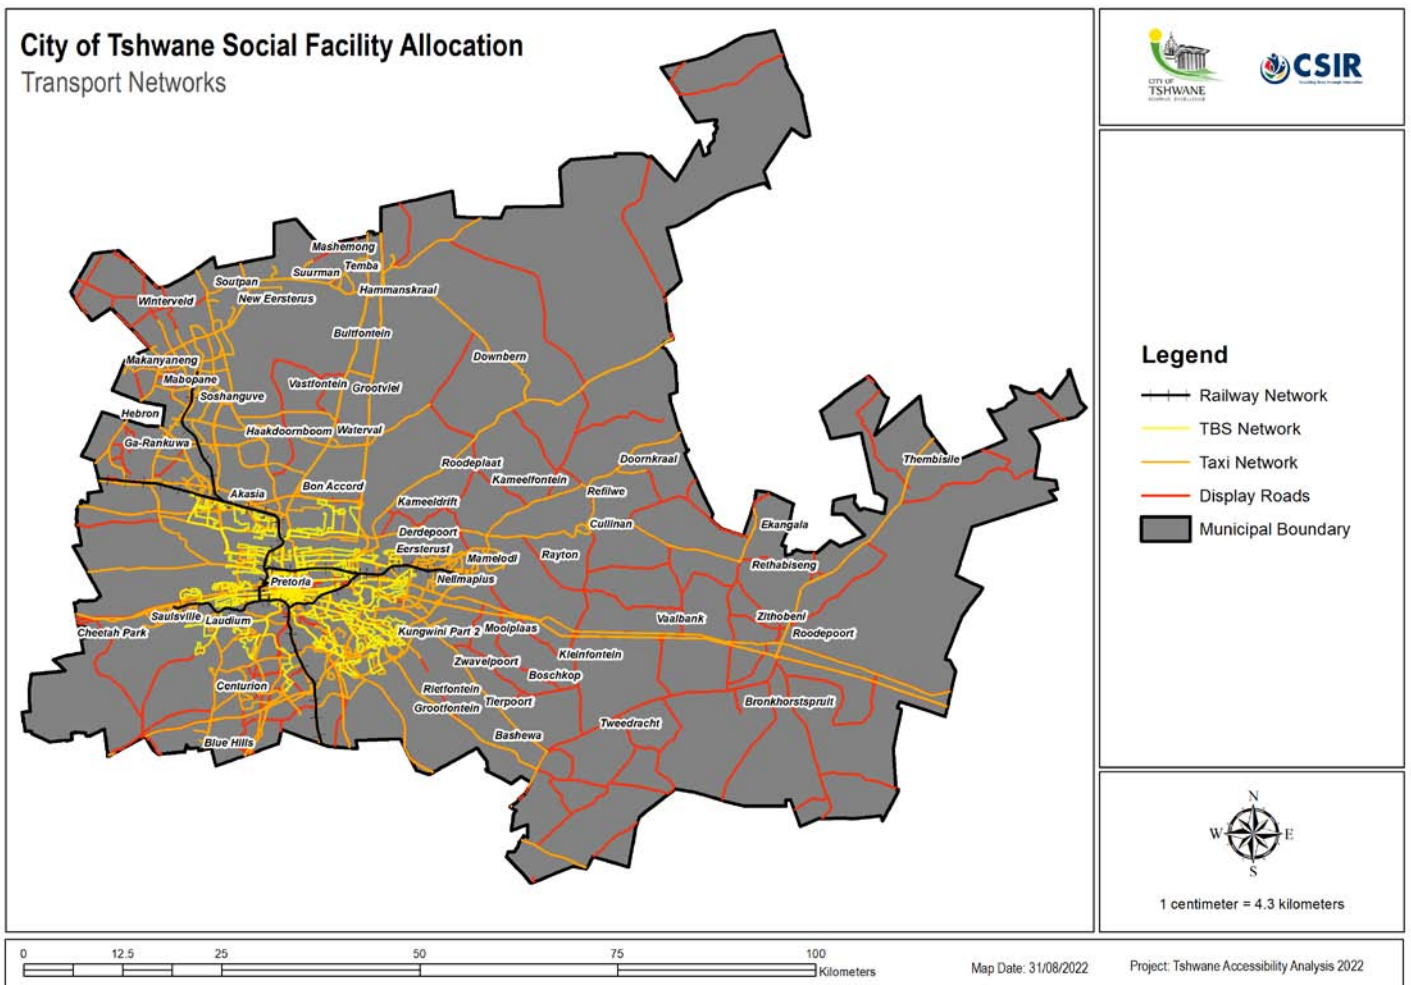 City of Tshwane Social Facility Allocation
Transport Networks
CITY OF
TSHWANE
CSIR
Mashemong
Temba
Suurman
Soutpan
Hammanskraal
New Eersterus
Winterveld
Bultfontein
Downbern
Makanyaneng
Mabopane
Vastfontein
Grootvlei
Soshanguve
Hebron
Haakdoornboom
Waterval
Ga-Rankuwa
Roodeplaat
Doornkraal
Thembisile
Kameelfontein
Bon Accord
Refilwe
Akasia
Kameeldrift
Cullinan
Ekangala
Derdepoort
Eersterust
Mamelodi
Rayton
Rethabiseng
Pretoria
Nellmapius
Saulsville
Laudium
Vaalbank
Zithobeni
Cheetah Park
Kungwini Part 2
Mooiplaas
Roodepoort
Kleinfontein
Zwavelpoort
Boschkop
Centurion
Rietfontein
Tierpoort
Bronkhorstspruit
Grootfontein
Tweedracht
Blue Hills
Bashewa
Legend
Railway Network
TBS Network
Taxi Network
Display Roads
Municipal Boundary
N
W
E
S
1 centimeter = 4.3 kilometers
0 12.5 25 50 75 100
Kilometers
Map Date: 31/08/2022
Project: Tshwane Accessibility Analysis 2022